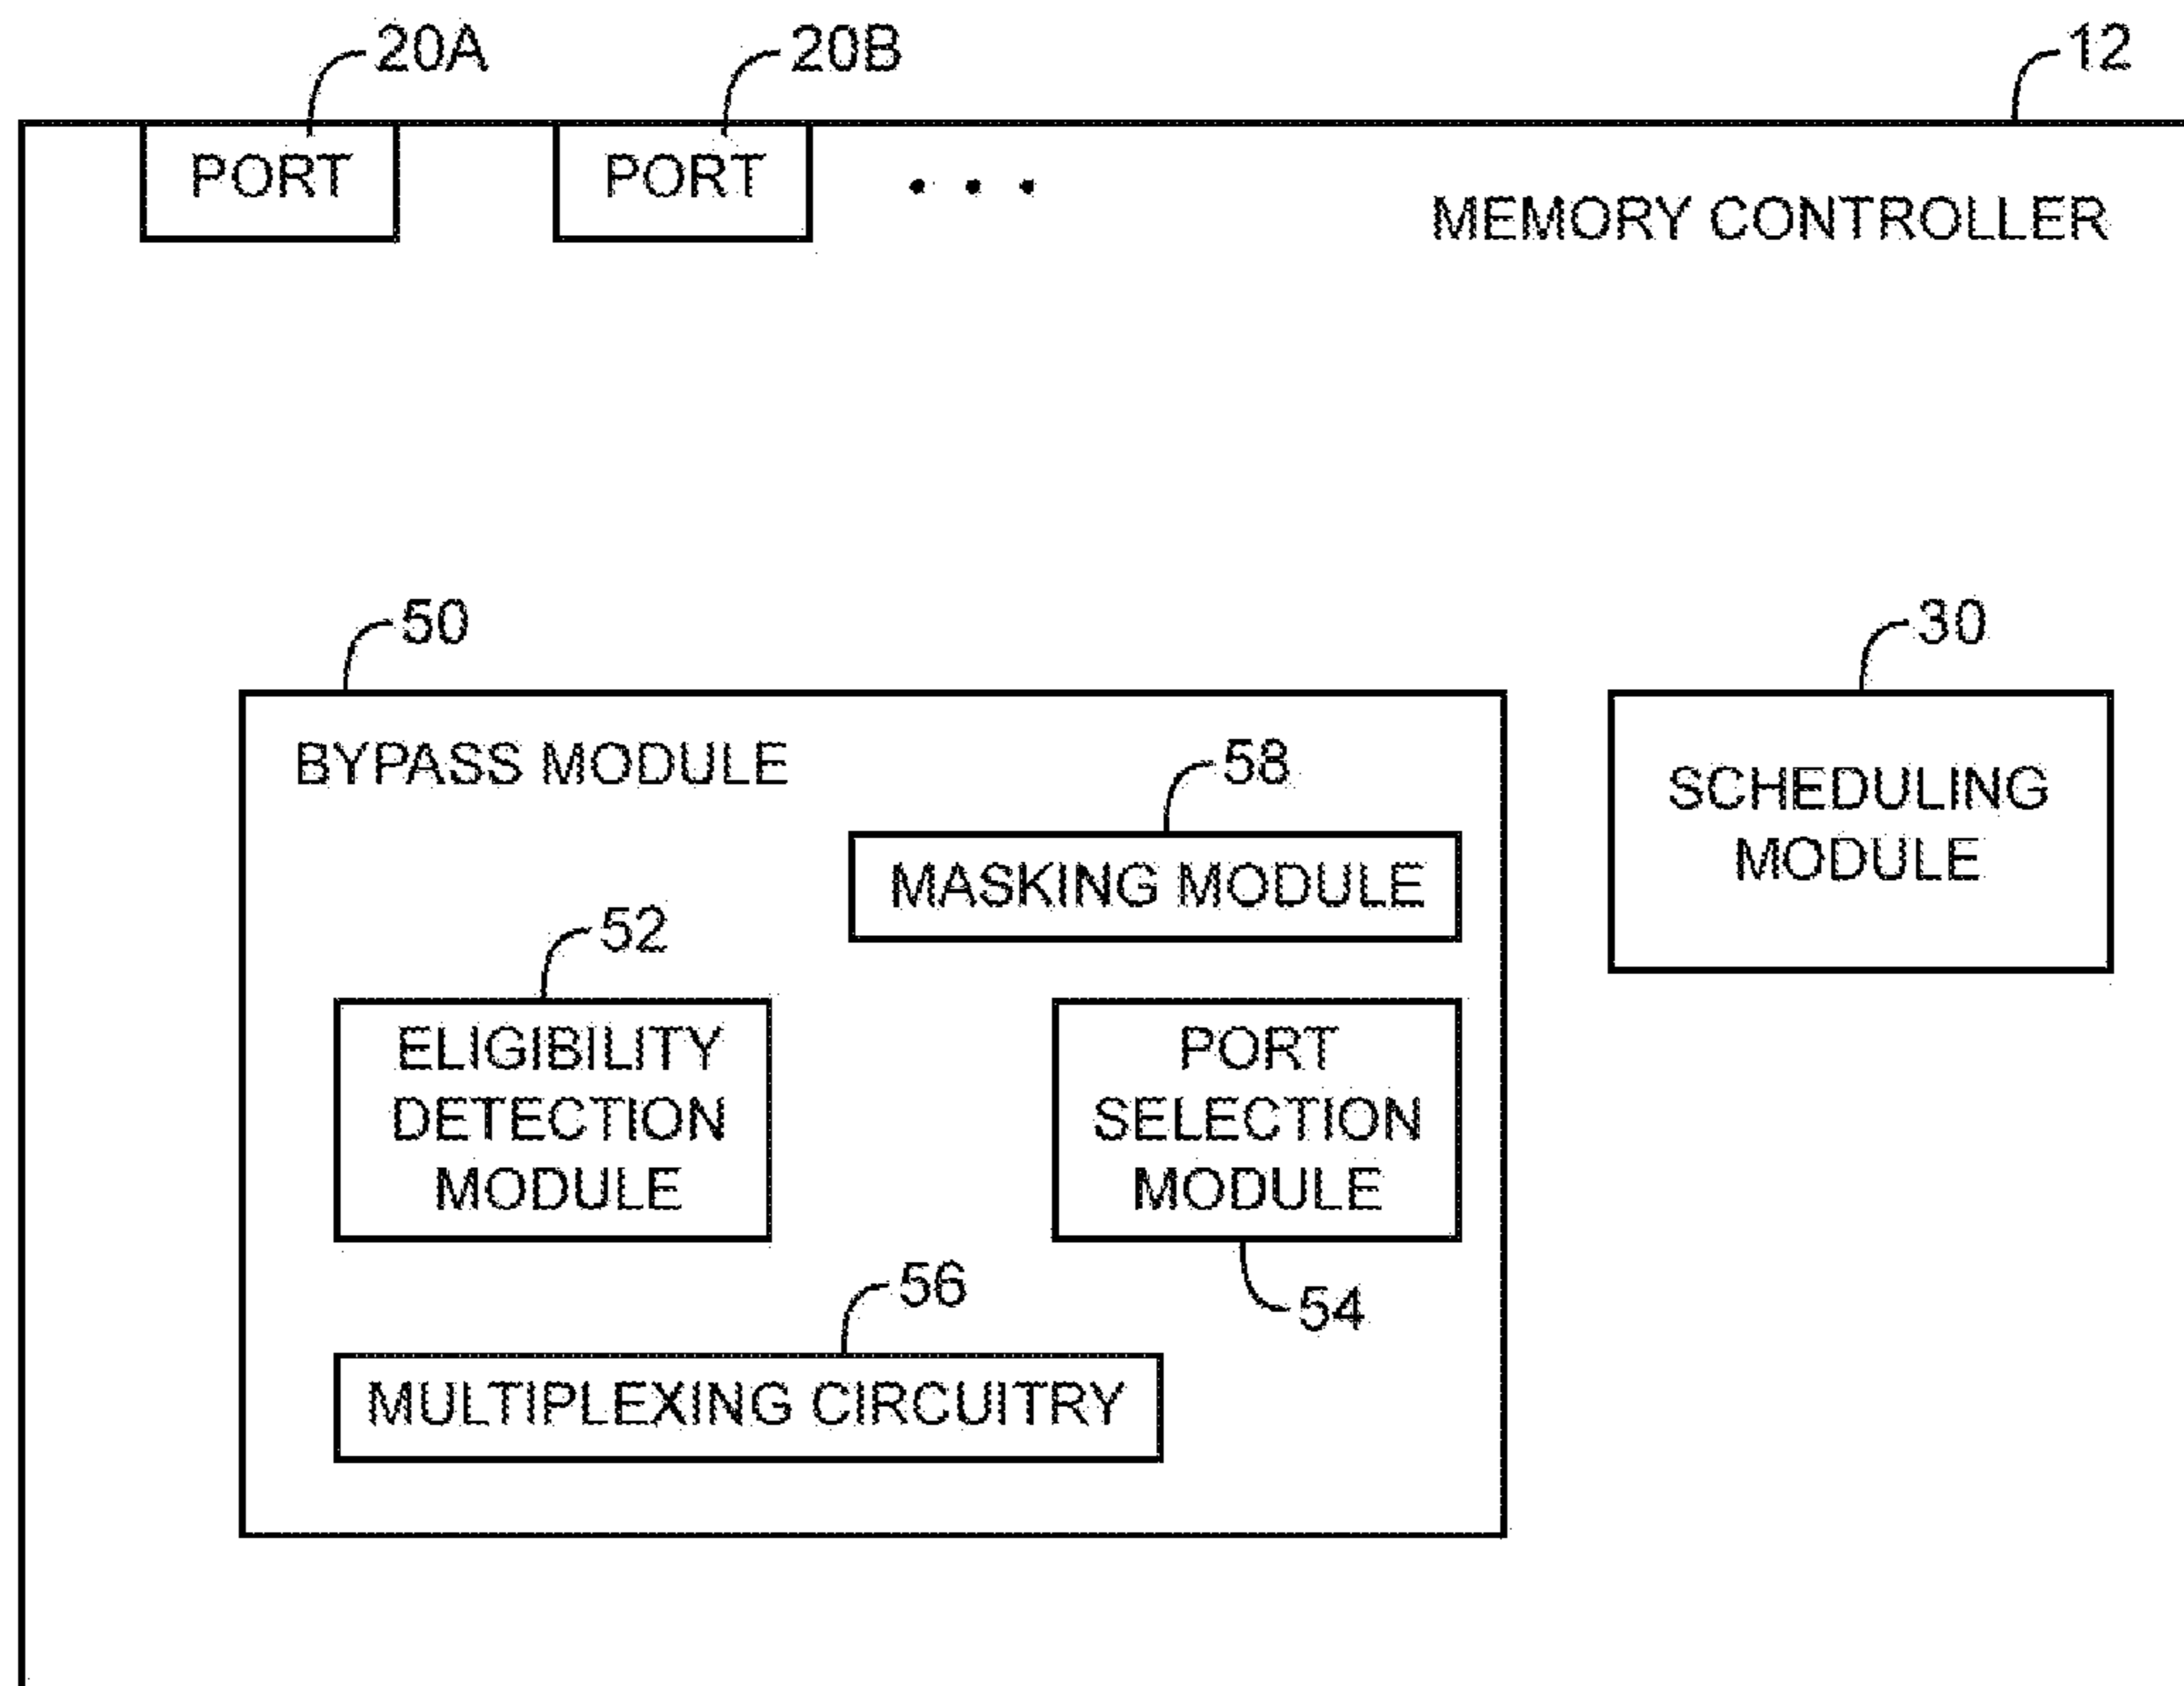 20A
20B
12
PORT
PORT
. . .
MEMORY CONTROLLER
50
30
BYPASS MODULE
58
SCHEDULING
MODULE
MASKING MODULE
52
ELIGIBILITY
DETECTION
MODULE
PORT
SELECTION
MODULE
56
54
MULTIPLEXING CIRCUITRY